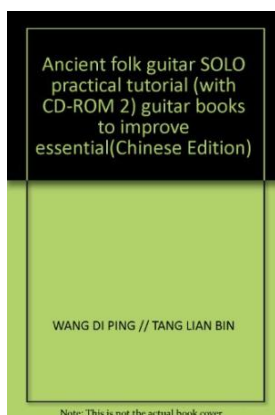 Ancient folk guitar SOLO
practical tutorial (with
CD-ROM 2) guitar books
to improve
essential(Chinese Edition)
WANG DI PING // TANG LIAN BIN
Note: This is not the actual book cover